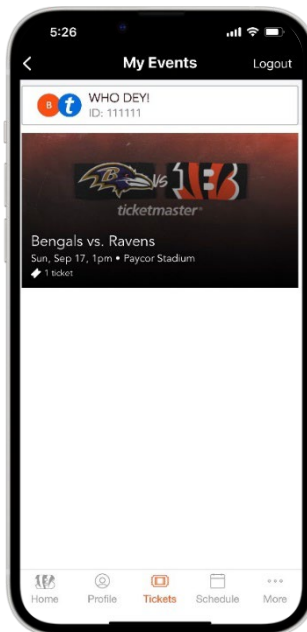 5:26
My Events
Logout
B t
WHO DEY!
ID: 111111
B VS B
ticketmaster®
Bengals vs. Ravens
Sun, Sep 17, 1pm • Paycor Stadium
1 ticket
Home
Profile
Tickets
Schedule
More